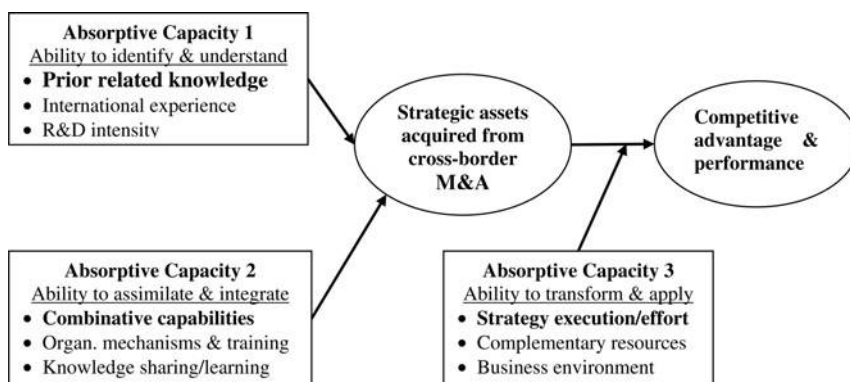 Absorptive Capacity 1
Ability to identify & understand
• Prior related knowledge
• International experience
• R&D intensity
Strategic assets
acquired from
cross-border
M&A
Competitive
advantage &
performance
Absorptive Capacity 2
Ability to assimilate & integrate
• Combinative capabilities
• Organ. mechanisms & training
• Knowledge sharing/learning
Absorptive Capacity 3
Ability to transform & apply
• Strategy execution/effort
• Complementary resources
• Business environment